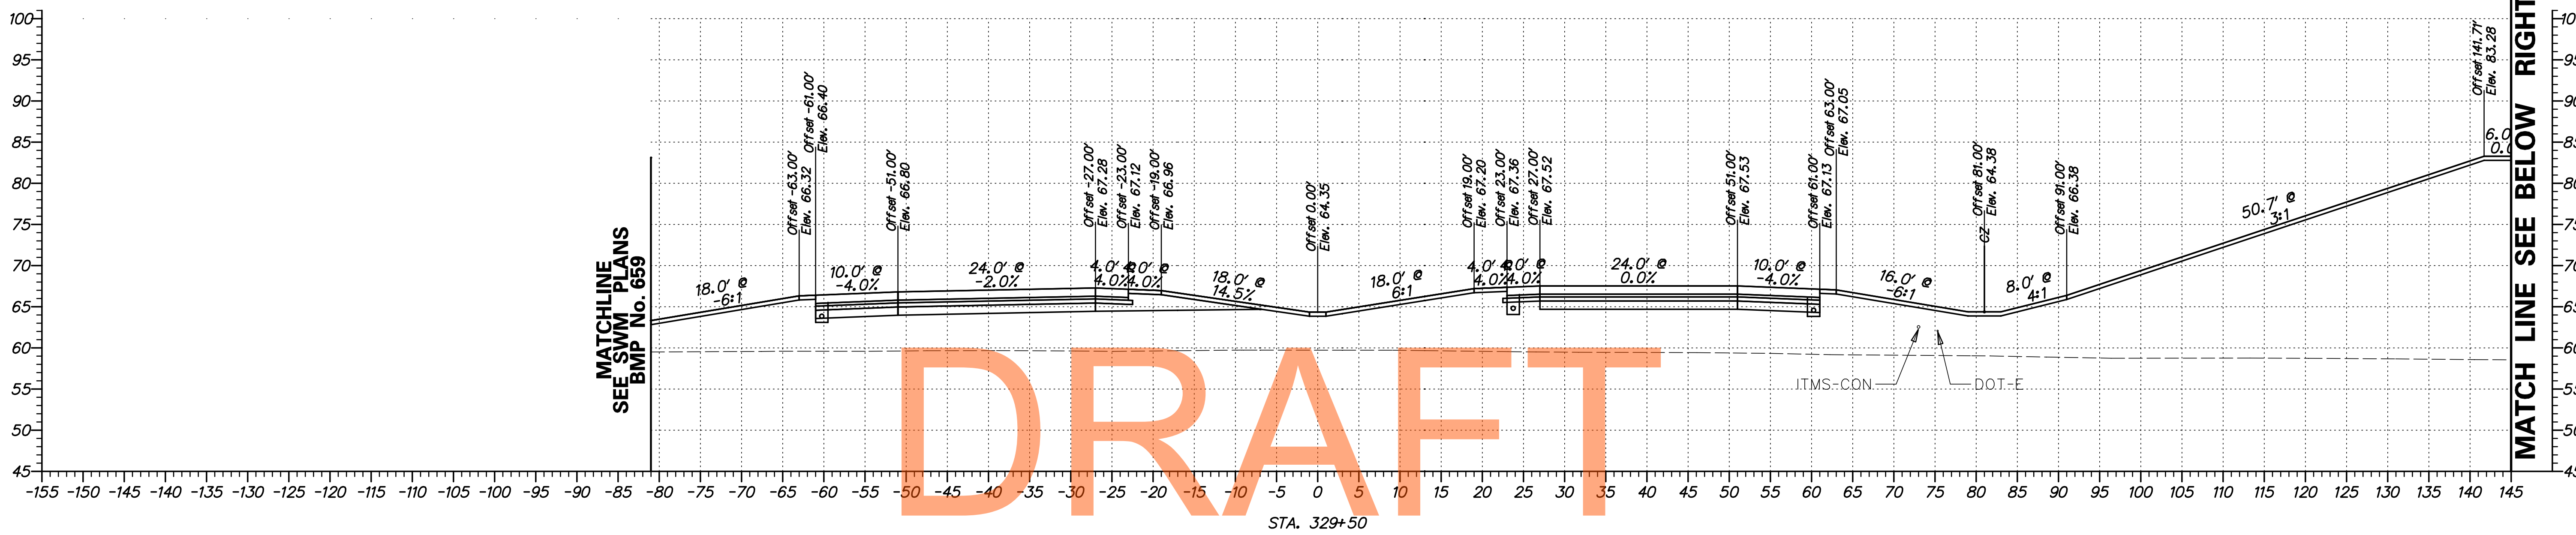 100
95
90
85
80
75
70
65
60
55
50
45
MATCHLINE
SEE SWM PLANS
BMP No. 659
18.0' @
-6:1
Offset -63.00'
Elev. 66.32
Offset -61.00'
Elev. 66.40
10.0' @
-4.0%
Offset -51.00'
Elev. 66.80
24.0' @
-2.0%
Offset -27.00'
Elev. 67.28
4.0' @
4.0%
Offset -23.00'
Elev. 67.12
4.0' @
4.0%
Offset -19.00'
Elev. 66.96
18.0' @
14.5%
Offset 0.00'
Elev. 64.35
18.0' @
6:1
Offset 19.00'
Elev. 67.20
4.0' @
4.0%
Offset 23.00'
Elev. 67.36
4.0' @
4.0%
Offset 27.00'
Elev. 67.52
24.0' @
0.0%
Offset 51.00'
Elev. 67.53
10.0' @
-4.0%
Offset 61.00'
Elev. 67.13
Offset 63.00'
Elev. 67.05
16.0' @
-6:1
Offset 81.00'
Elev. 64.38
CZ
8.0' @
4:1
Offset 91.00'
Elev. 66.38
50.7' @
3:1
Offset 141.71'
Elev. 83.28
6.0
0.0
ITMS-CON
DOT-E
MATCH LINE SEE BELOW RIGHT
DRAFT
-155 -150 -145 -140 -135 -130 -125 -120 -115 -110 -105 -100 -95 -90 -85 -80 -75 -70 -65 -60 -55 -50 -45 -40 -35 -30 -25 -20 -15 -10 -5 0 5 10 15 20 25 30 35 40 45 50 55 60 65 70 75 80 85 90 95 100 105 110 115 120 125 130 135 140 145
STA. 329+50